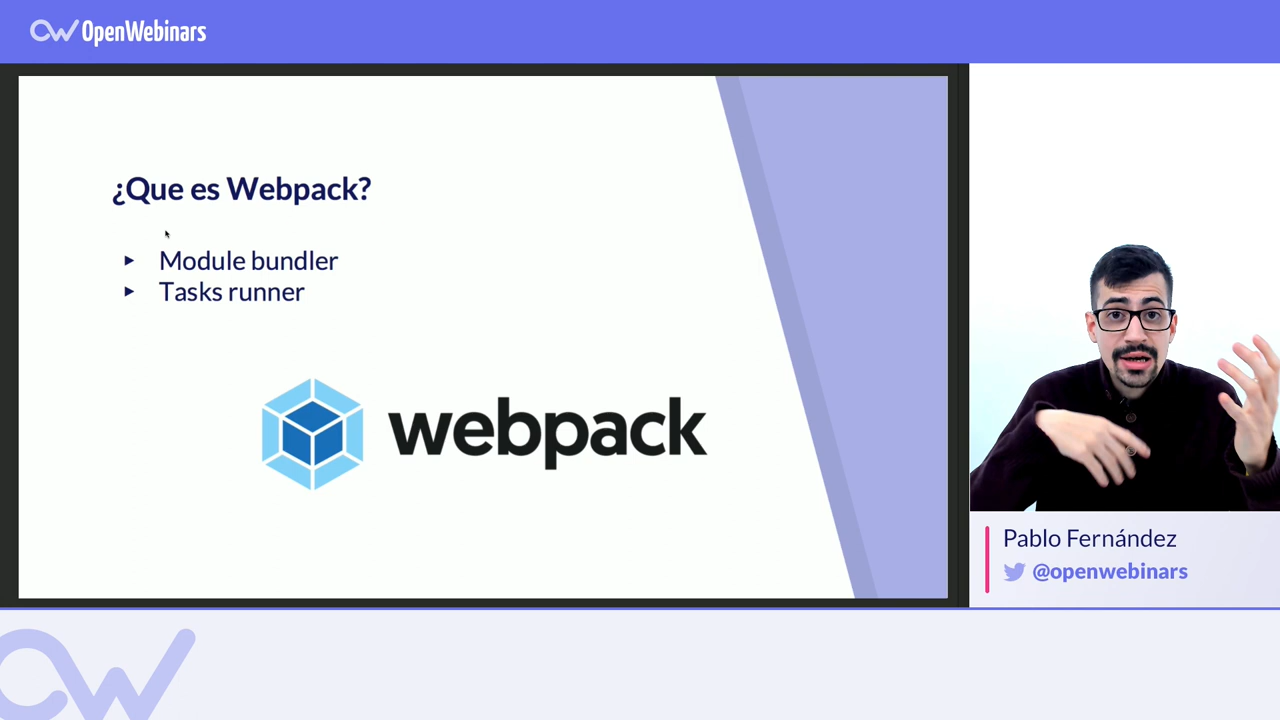 OpenWebinars
¿Que es Webpack?
Module bundler
Tasks runner
webpack
Pablo Fernández
@openwebinars